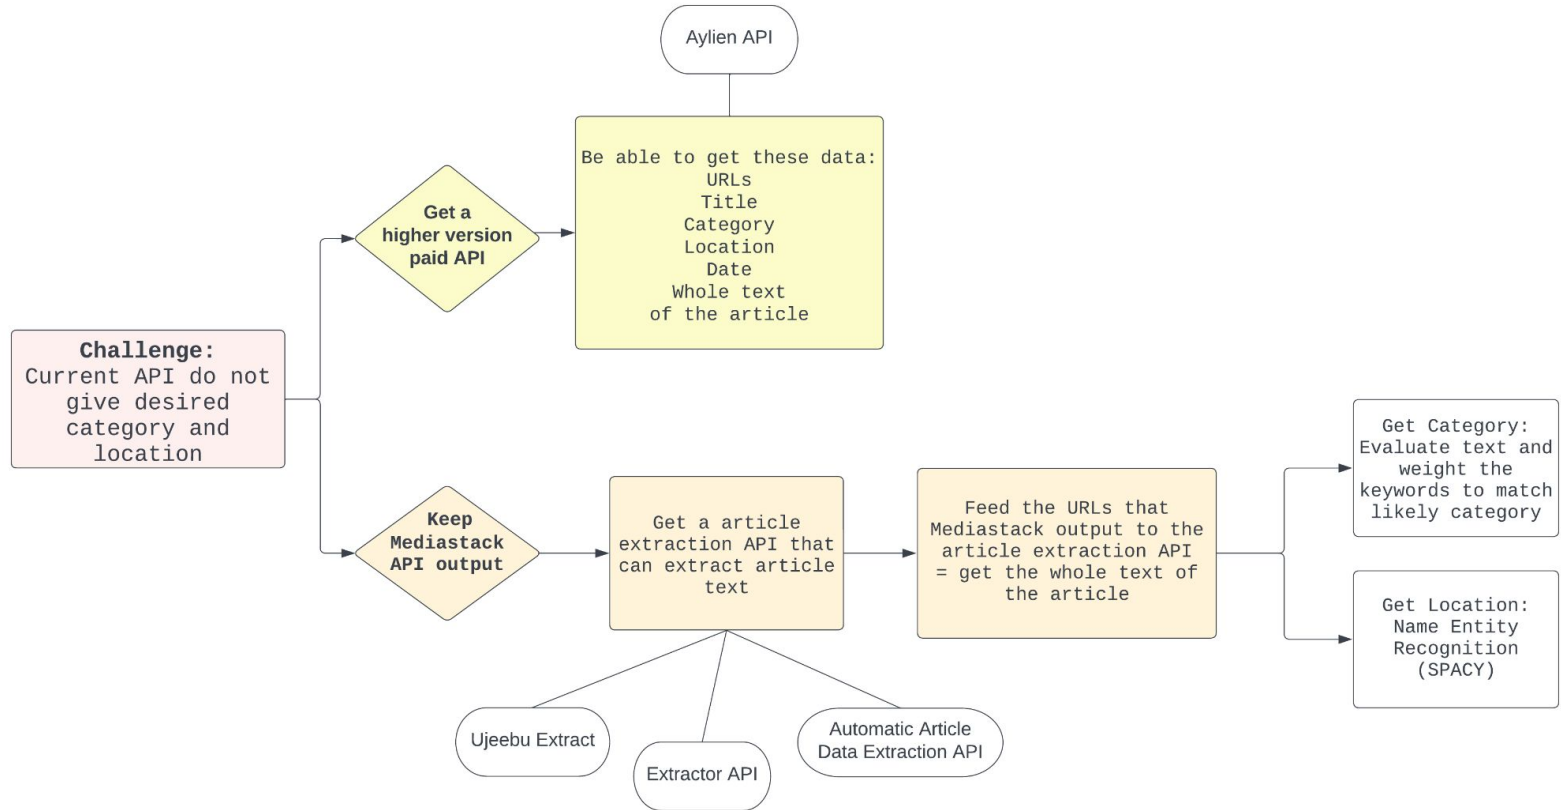 Aylien API
Be able to get these data:
URLs
Title
Category
Location
Date
Whole text
of the article
Get a
higher version
paid API
Challenge:
Current API do not
give desired
category and
location
Keep
Mediastack
API output
Get a article
extraction API that
can extract article
text
Feed the URLs that
Mediastack output to the
article extraction API
= get the whole text of
the article
Get Category:
Evaluate text and
weight the
keywords to match
likely category
Get Location:
Name Entity
Recognition
(SPACY)
Ujeebu Extract
Extractor API
Automatic Article
Data Extraction API